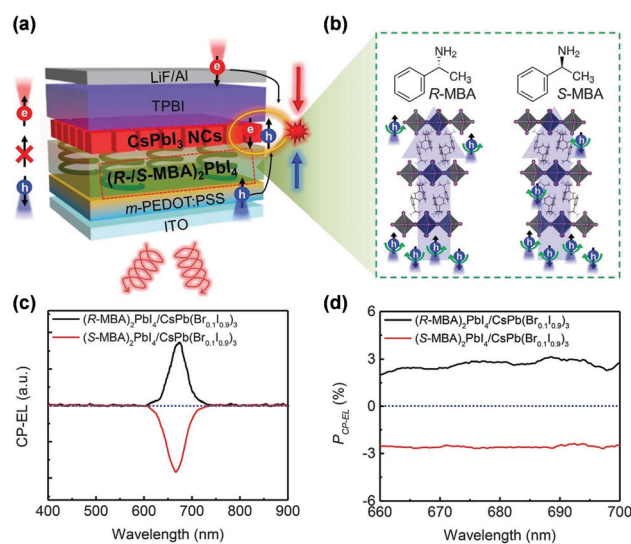 (a)
LiF/Al
TPBI
CsPbI3 NCs
(R-/S-MBA)2PbI4
m-PEDOT:PSS
ITO
e
e
e
h
h
h
(b)
NH2
CH3
R-MBA
NH2
CH3
S-MBA
h
h
h
h
h
h
h
h
h
h
h
(c)
(R-MBA)2PbI4/CsPb(Br0.1I0.9)3
(S-MBA)2PbI4/CsPb(Br0.1I0.9)3
CP-EL (a.u.)
400 500 600 700 800 900
Wavelength (nm)
(d)
(R-MBA)2PbI4/CsPb(Br0.1I0.9)3
(S-MBA)2PbI4/CsPb(Br0.1I0.9)3
PCP-EL (%)
6
3
0
-3
-6
660 670 680 690 700
Wavelength (nm)